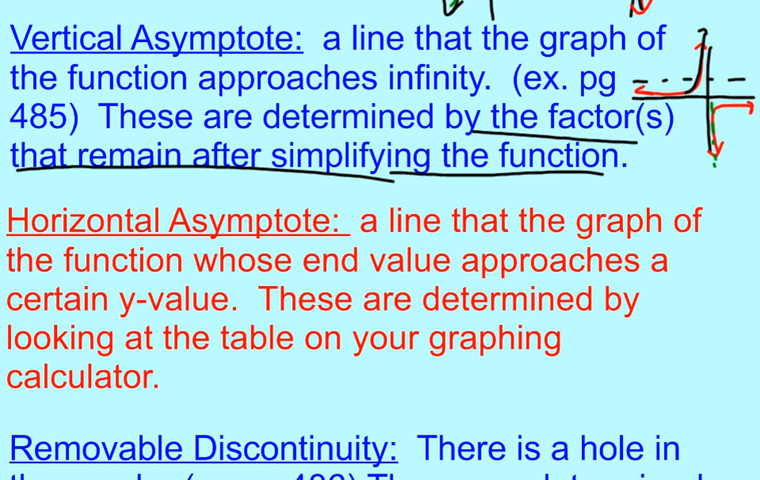 Vertical Asymptote: a line that the graph of
the function approaches infinity. (ex. pg
485) These are determined by the factor(s)
that remain after simplifying the function.
Horizontal Asymptote: a line that the graph of
the function whose end value approaches a
certain y-value. These are determined by
looking at the table on your graphing
calculator.
Removable Discontinuity: There is a hole in